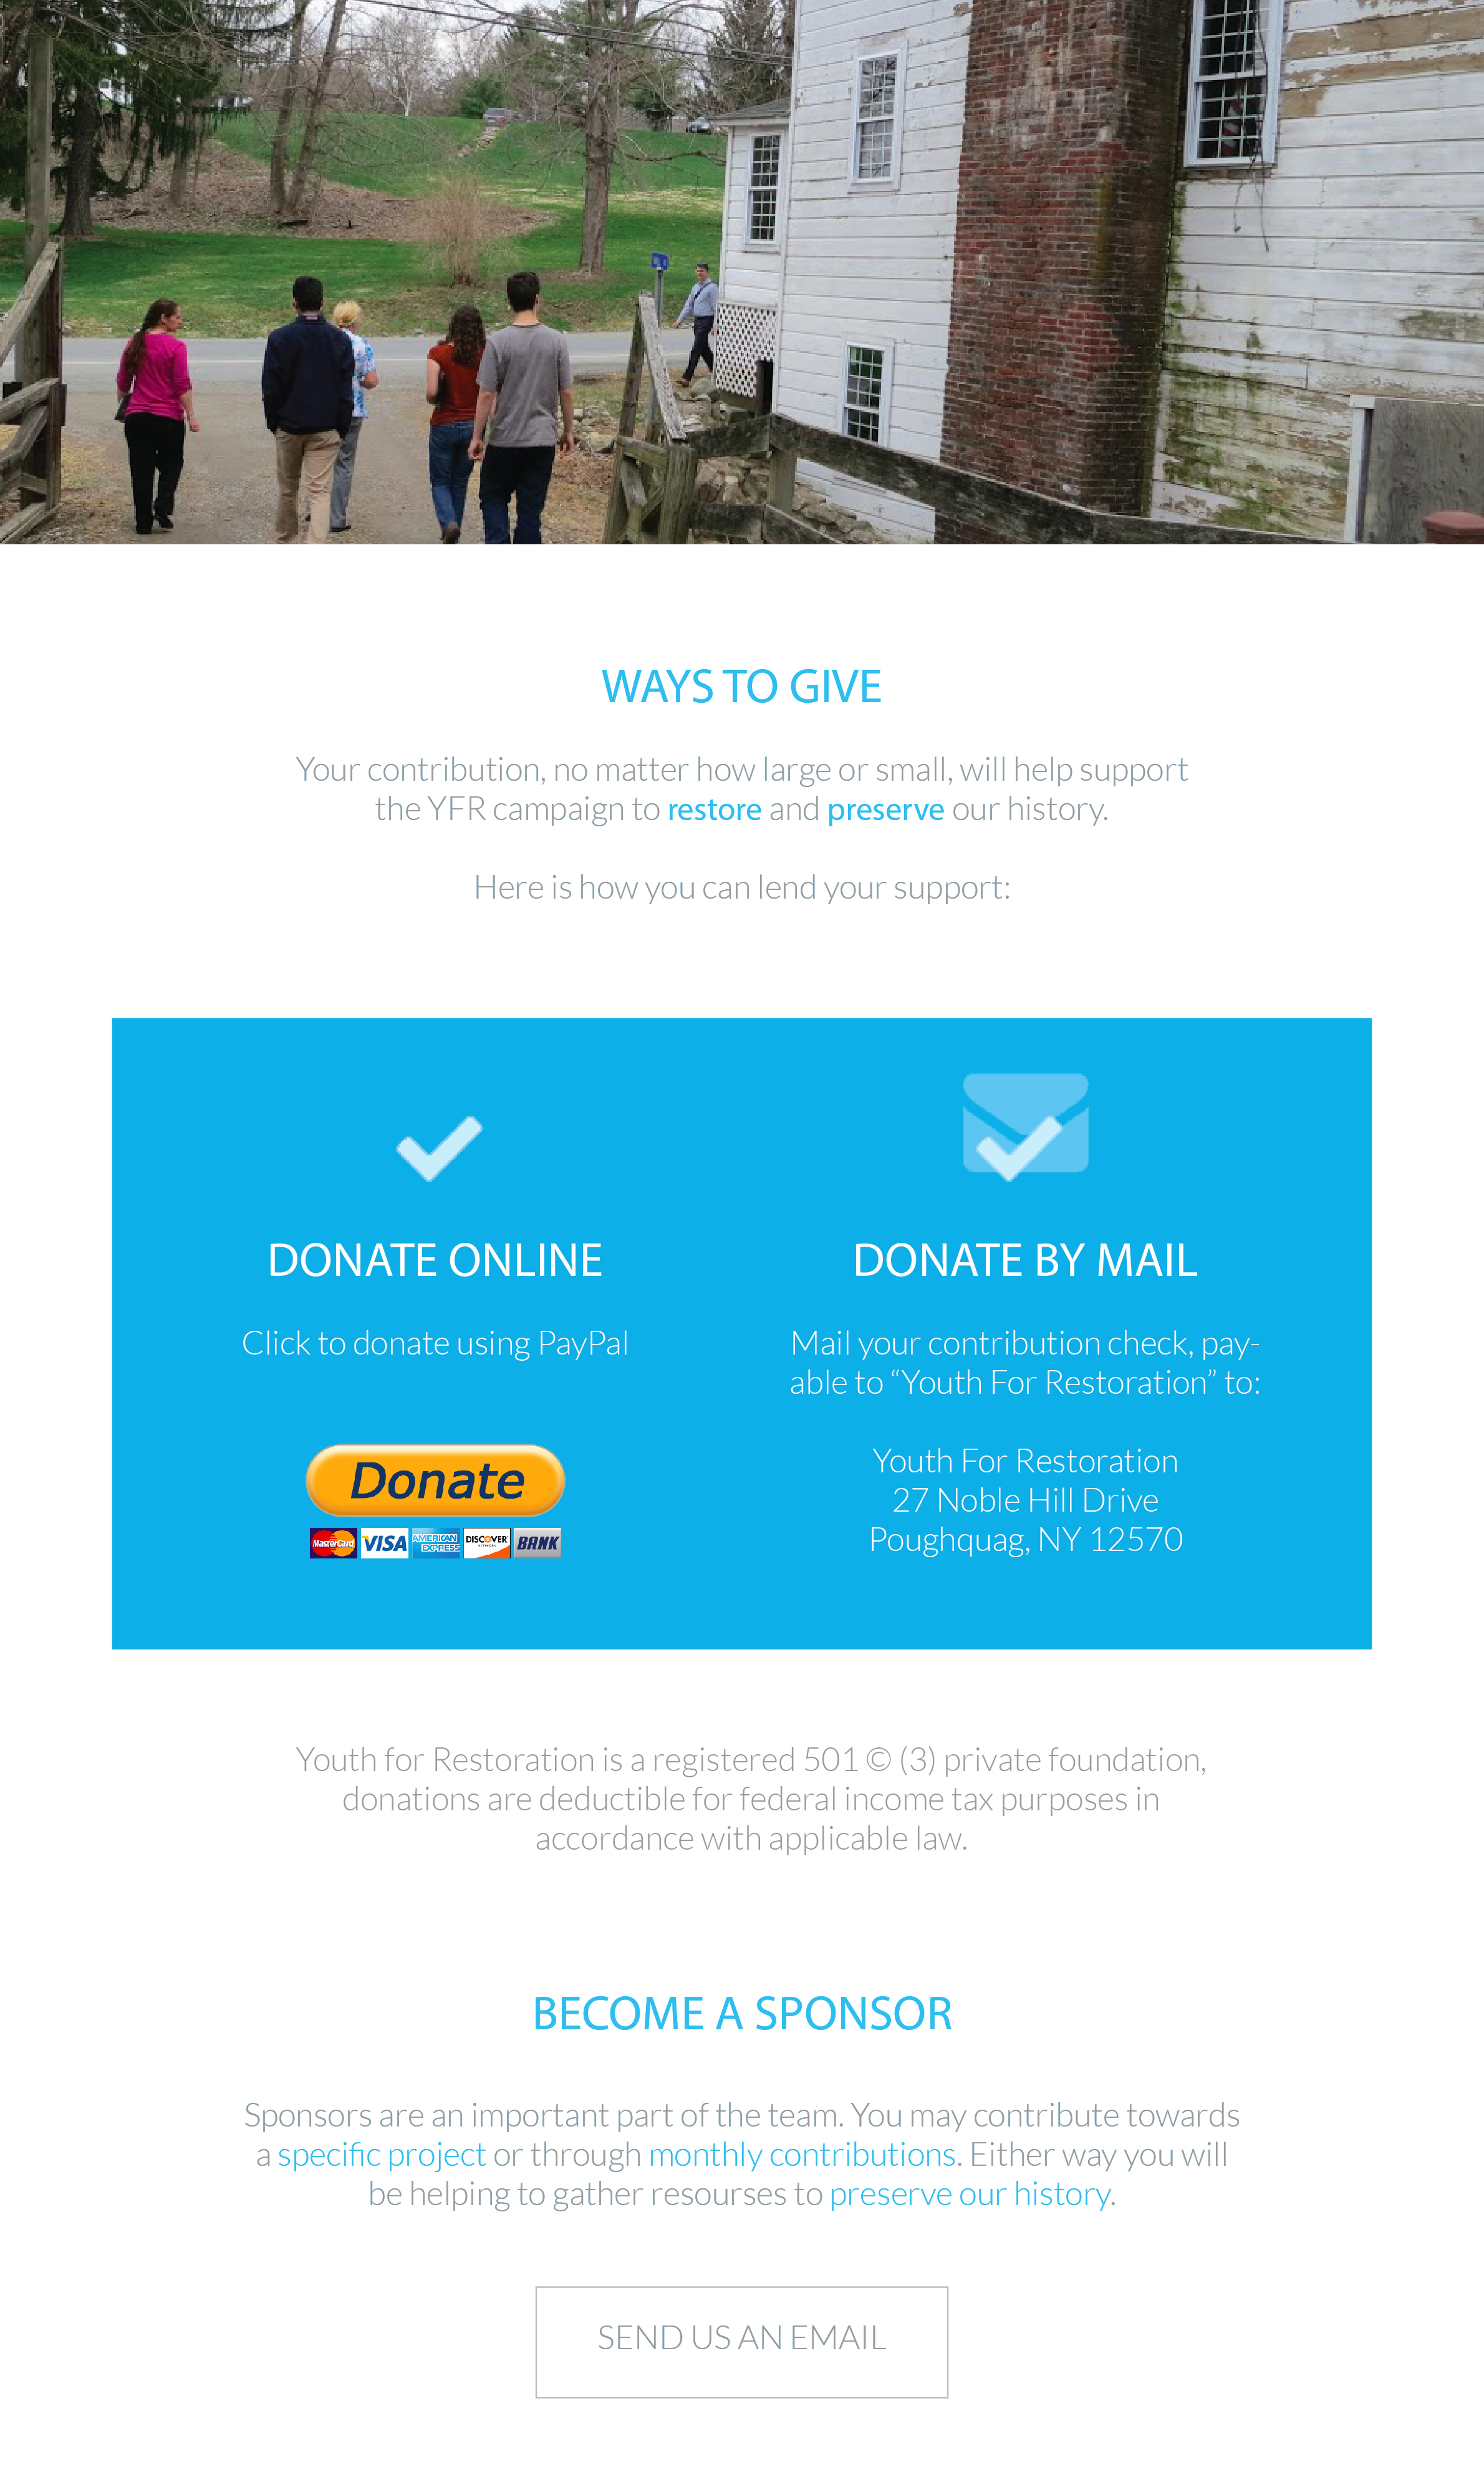 WAYS TO GIVE
Your contribution, no matter how large or small, will help support
the YFR campaign to restore and preserve our history.
Here is how you can lend your support:
DONATE ONLINE
Click to donate using PayPal
Donate
MasterCard VISA AMERICAN EXPRESS DISCOVER NETWORK BANK
DONATE BY MAIL
Mail your contribution check, pay-
able to “Youth For Restoration” to:
Youth For Restoration
27 Noble Hill Drive
Poughquag, NY 12570
Youth for Restoration is a registered 501 © (3) private foundation,
donations are deductible for federal income tax purposes in
accordance with applicable law.
BECOME A SPONSOR
Sponsors are an important part of the team. You may contribute towards
a specific project or through monthly contributions. Either way you will
be helping to gather resourses to preserve our history.
SEND US AN EMAIL